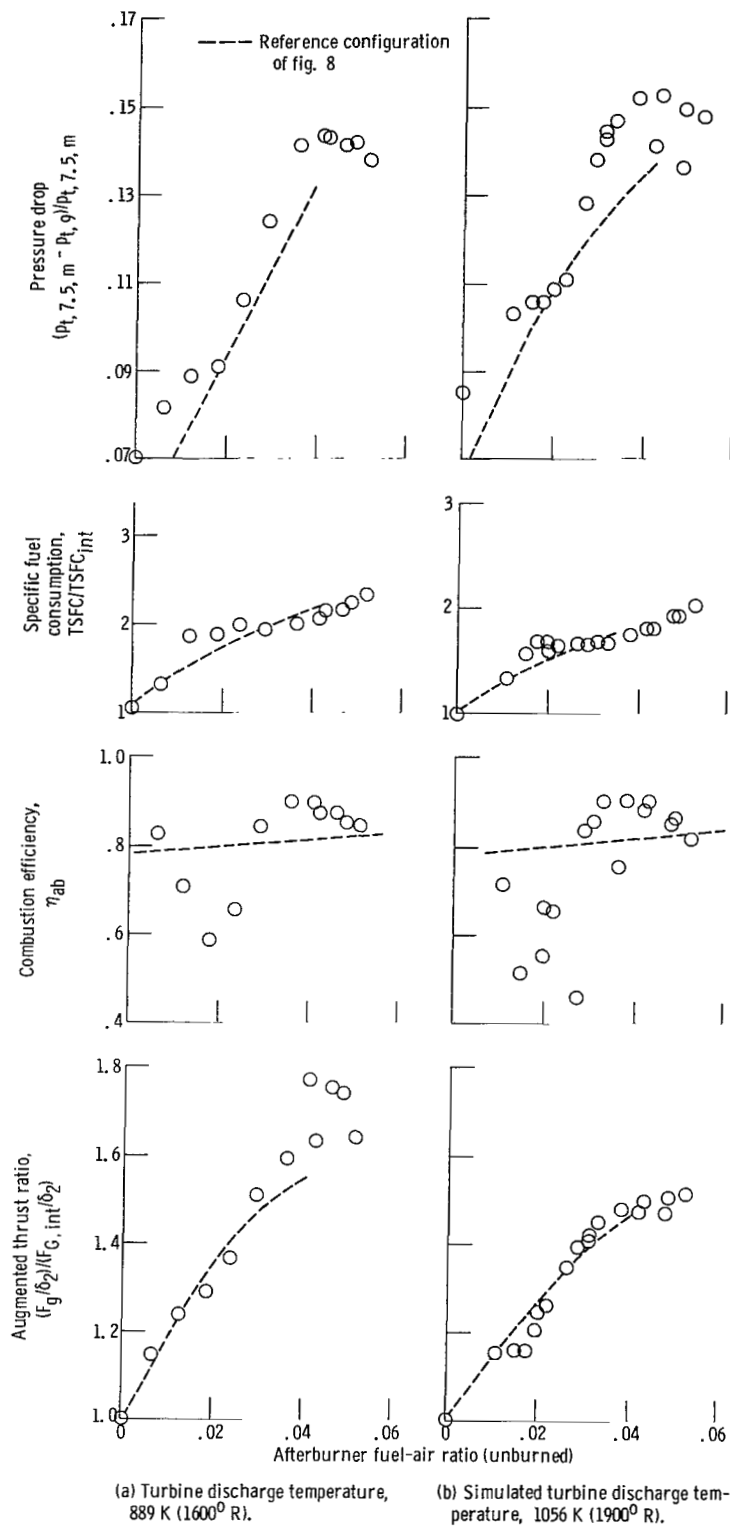 Reference configuration
of fig. 8
.17
.15
.13
.11
.09
.07
Pressure drop
(pt, 7.5, m - pt, 9)/pt, 7.5, m
3
2
1
Specific fuel
consumption,
TSFC/TSFCint
3
2
1
1.0
.8
.6
.4
Combustion efficiency,
ηab
1.8
1.6
1.4
1.2
1.0
Augmented thrust ratio,
(Fg/δ2)/(FG, int/δ2)
0 .02 .04 .06 0 .02 .04 .06
Afterburner fuel-air ratio (unburned)
(a) Turbine discharge temperature,
889 K (1600⁰ R).
(b) Simulated turbine discharge tem-
perature, 1056 K (1900⁰ R).